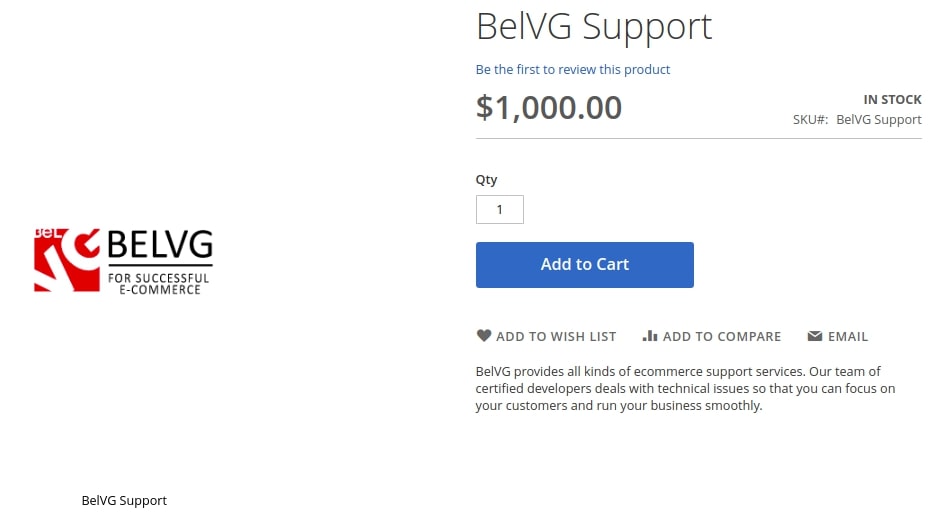 BelVG Support
Be the first to review this product
$1,000.00
IN STOCK
SKU#: BelVG Support
Qty
1
Add to Cart
BeL
VG
BELVG
FOR SUCCESSFUL
E-COMMERCE
ADD TO WISH LIST
ADD TO COMPARE
EMAIL
BelVG provides all kinds of ecommerce support services. Our team of
certified developers deals with technical issues so that you can focus on
your customers and run your business smoothly.
BelVG Support